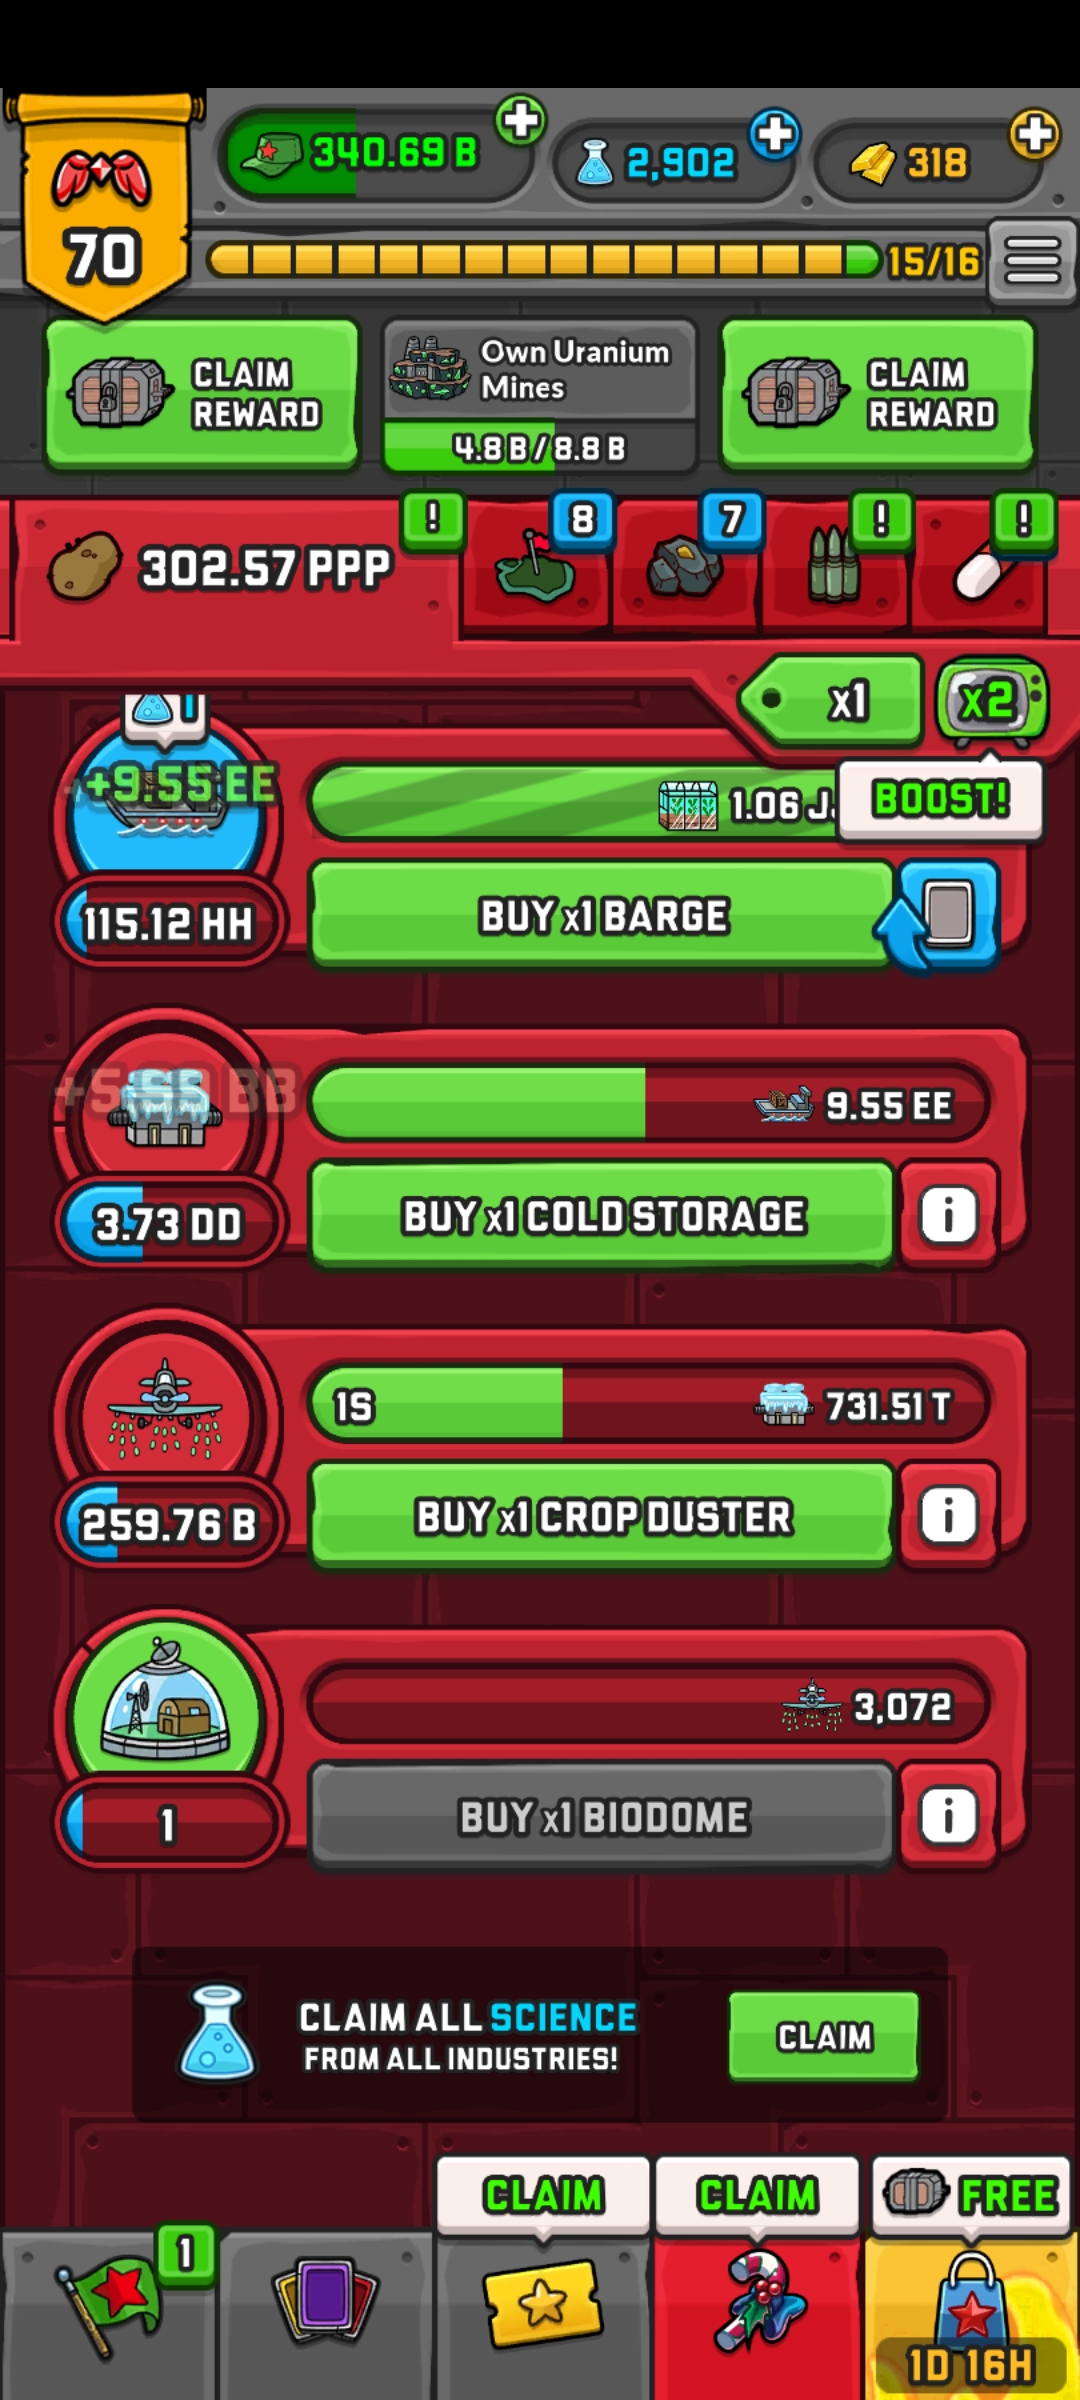 70
340.69 B
2,902
318
15/16
CLAIM
REWARD
Own Uranium
Mines
4.8 B / 8.8 B
CLAIM
REWARD
302.57 PPP
!
8
7
!
!
x1
x2
BOOST!
1
+9.55 EE
1.06 J
115.12 HH
BUY x1 BARGE
BB
9.55 EE
3.73 DD
BUY x1 COLD STORAGE
i
1S
731.51 T
259.76 B
BUY x1 CROP DUSTER
i
3,072
1
BUY x1 BIODOME
i
CLAIM ALL SCIENCE
FROM ALL INDUSTRIES!
CLAIM
CLAIM
CLAIM
FREE
1
1D 16H